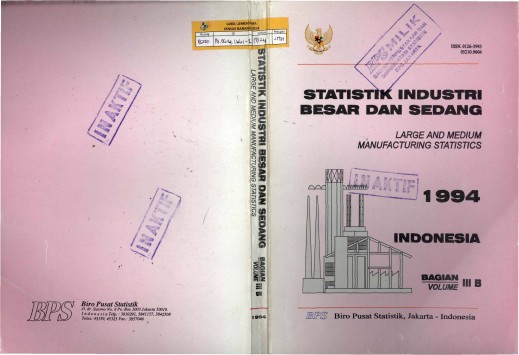 INAKTIF
INAKTIF
BPS
Biro Pusat Statistik
STATISTIK INDUSTRI BESAR DAN SEDANG
LARGE AND MEDIUM MANUFACTURING STATISTICS
BAGIAN
VOLUME III B
1994
MILIK
ISSN 0126-3943
STATISTIK INDUSTRI
BESAR DAN SEDANG
LARGE AND MEDIUM
MANUFACTURING STATISTICS
INAKTIF
1994
INDONESIA
BAGIAN
VOLUME III B
BPS Biro Pusat Statistik, Jakarta - Indonesia